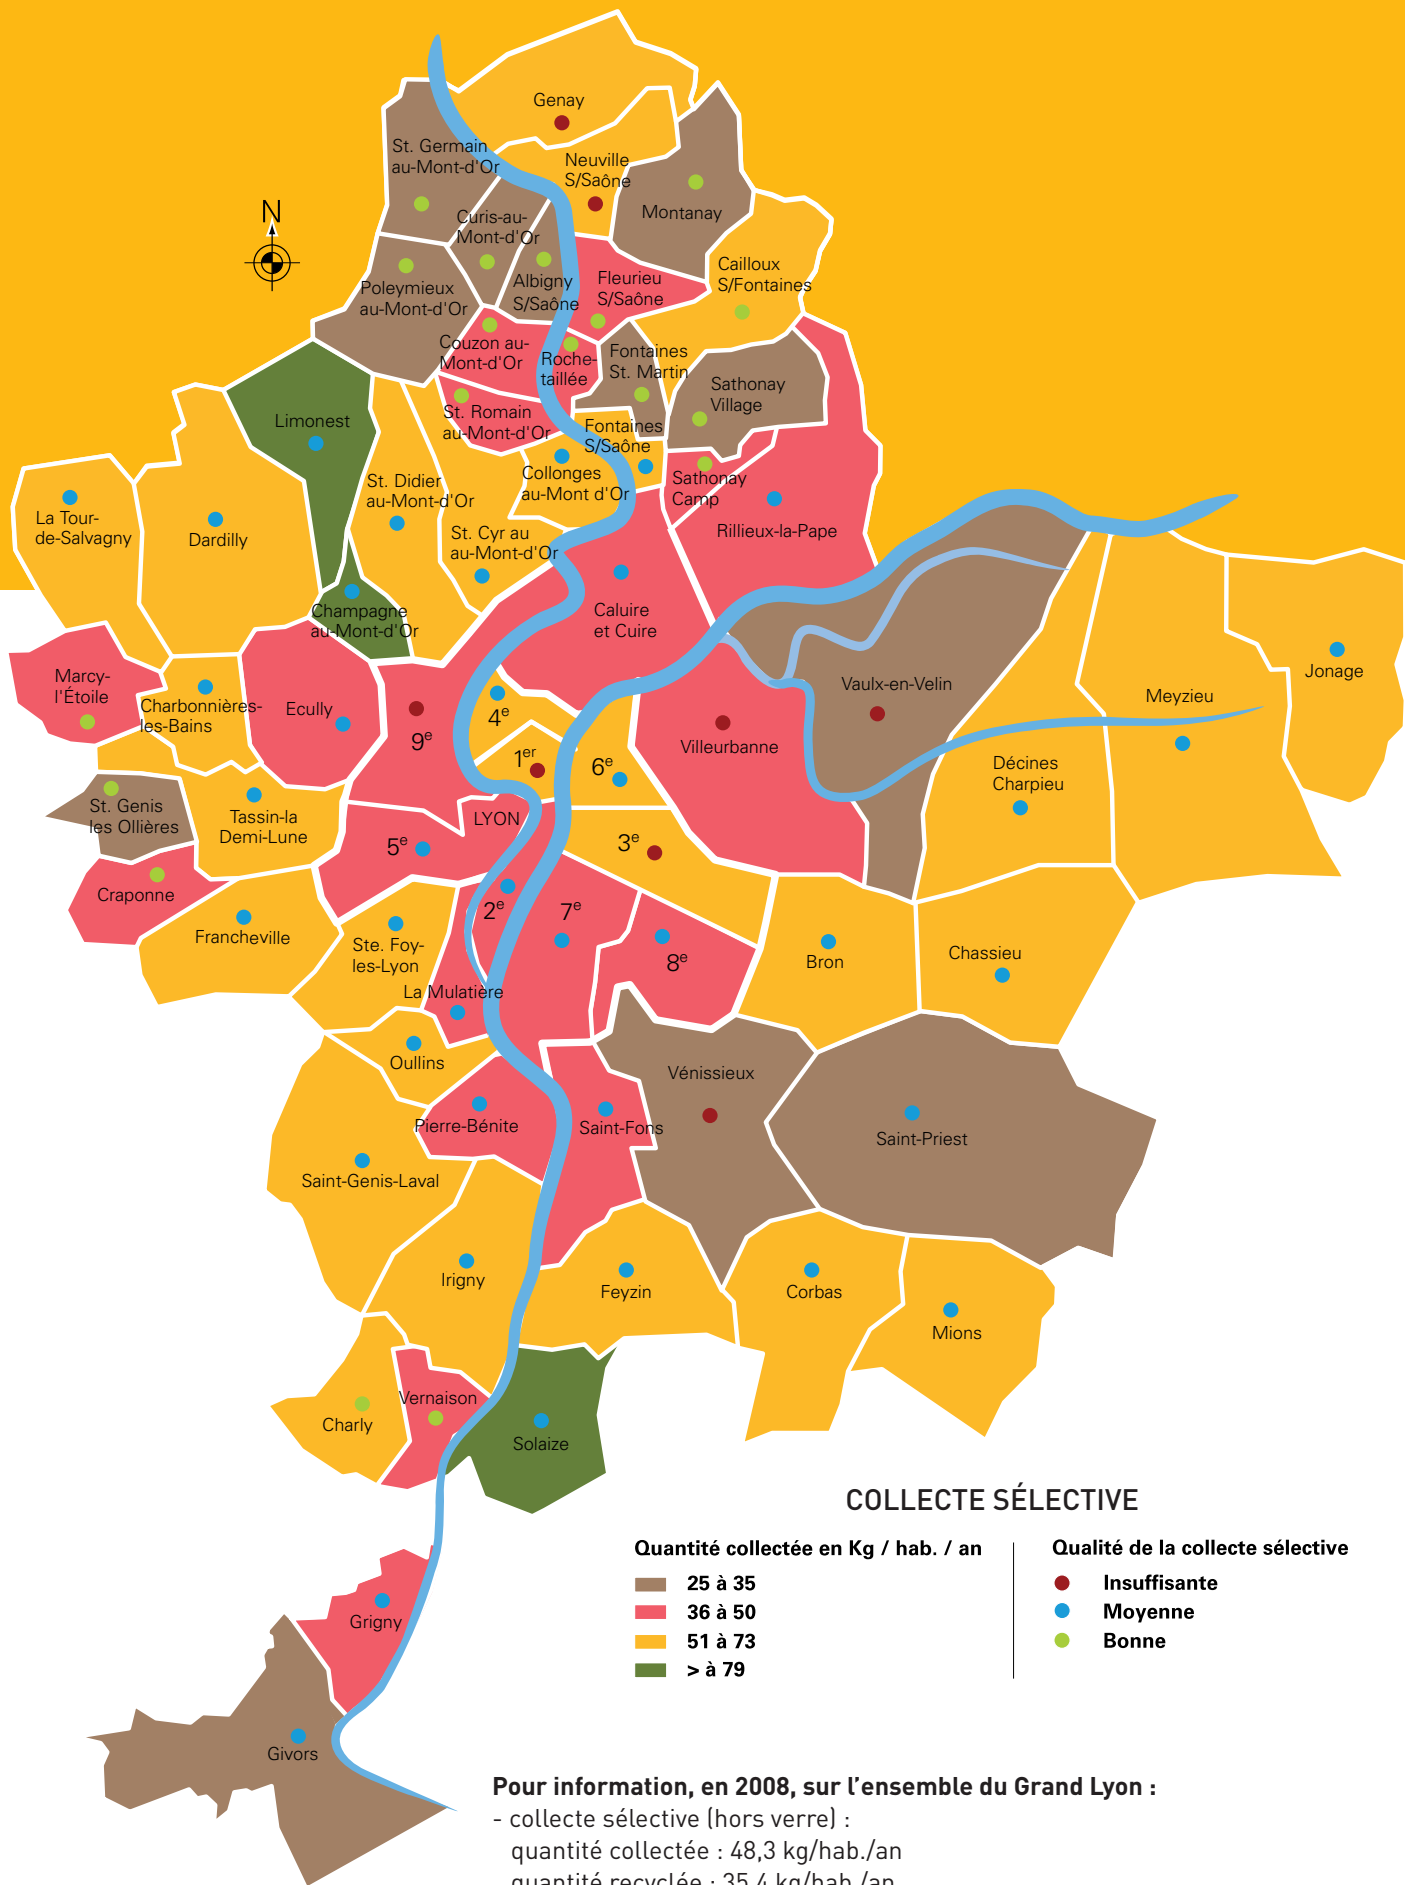 Genay
St. Germain
au-Mont-d'Or
Neuville
S/Saône
N
Montanay
Curis-au-
Mont-d'Or
Cailloux
S/Fontaines
Albigny
S/Saône
Fleurieu
S/Saône
Poleymieux
au-Mont-d'Or
Couzon au-
Mont-d'Or
Roche-
taillée
Fontaines
St. Martin
Sathonay
Village
Limonest
St. Romain
au-Mont-d'Or
Fontaines
S/Saône
Collonges
au-Mont d'Or
Sathonay
Camp
St. Didier
au-Mont-d'Or
La Tour-
de-Salvagny
Dardilly
St. Cyr au
au-Mont-d'Or
Rillieux-la-Pape
Champagne
au-Mont-d'Or
Caluire
et Cuire
Marcy-
l'Étoile
Charbonnières-
les-Bains
Ecully
9e
4e
1er
6e
Villeurbanne
Vaulx-en-Velin
Meyzieu
Jonage
Décines
Charpieu
St. Genis
les Ollières
Tassin-la
Demi-Lune
LYON
5e
3e
Craponne
Francheville
Ste. Foy-
les-Lyon
2e
7e
8e
Bron
Chassieu
La Mulatière
Oullins
Vénissieux
Pierre-Bénite
Saint-Fons
Saint-Priest
Saint-Genis-Laval
Irigny
Feyzin
Corbas
Mions
Charly
Vernaison
Solaize
Grigny
Givors
COLLECTE SÉLECTIVE
Quantité collectée en Kg / hab. / an
25 à 35
36 à 50
51 à 73
> à 79
Qualité de la collecte sélective
Insuffisante
Moyenne
Bonne
Pour information, en 2008, sur l'ensemble du Grand Lyon :
- collecte sélective (hors verre) :
quantité collectée : 48,3 kg/hab./an
quantité recyclée : 35,4 kg/hab./an